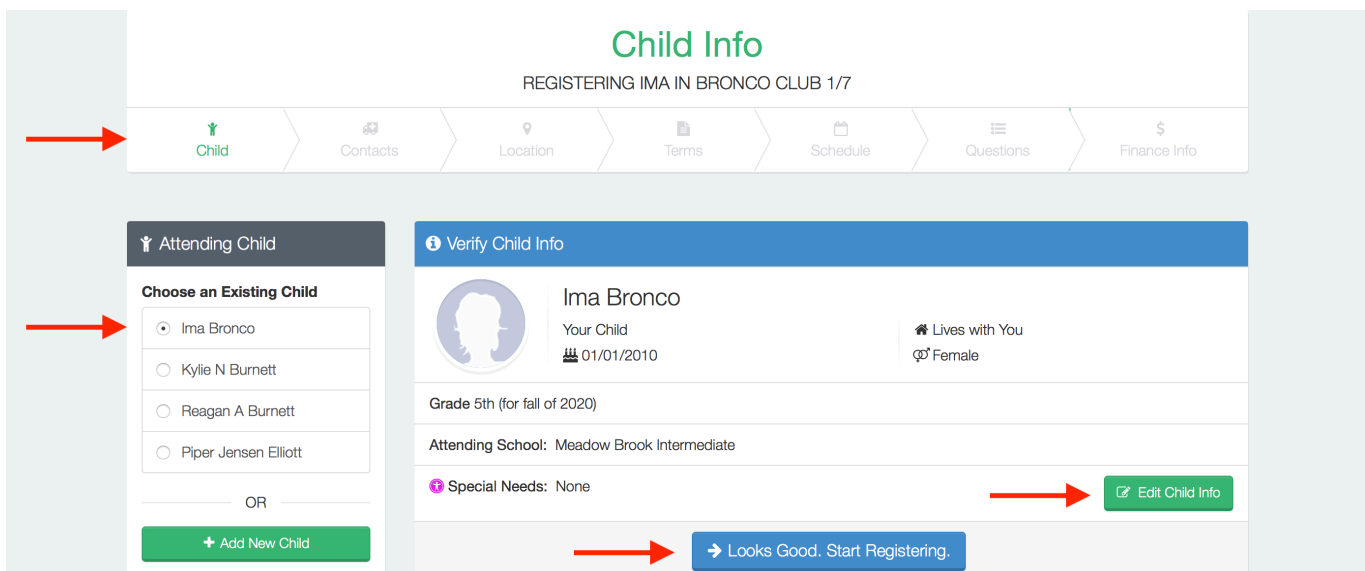 Child Info
REGISTERING IMA IN BRONCO CLUB 1/7
Child
Contacts
Location
Terms
Schedule
Questions
Finance Info
Attending Child
Choose an Existing Child
Ima Bronco
Kylie N Burnett
Reagan A Burnett
Piper Jensen Elliott
OR
Add New Child
Verify Child Info
Ima Bronco
Your Child
01/01/2010
Lives with You
Female
Grade 5th (for fall of 2020)
Attending School: Meadow Brook Intermediate
Special Needs: None
Edit Child Info
Looks Good. Start Registering.